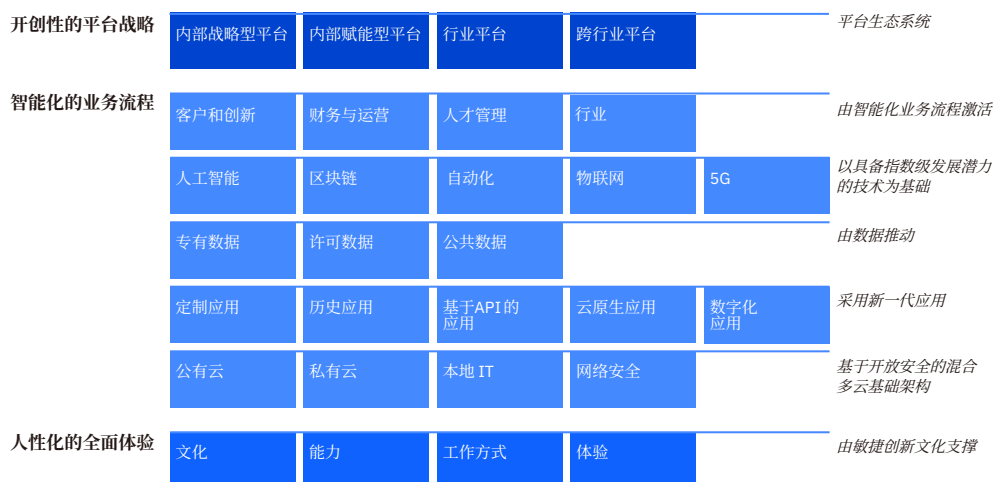 开创性的平台战略
内部战略型平台
内部赋能型平台
行业平台
跨行业平台
平台生态系统
智能化的业务流程
客户和创新
财务与运营
人才管理
行业
由智能化业务流程激活
人工智能
区块链
自动化
物联网
5G
以具备指数级发展潜力
的技术为基础
专有数据
许可数据
公共数据
由数据推动
定制应用
历史应用
基于API的
应用
云原生应用
数字化
应用
采用新一代应用
公有云
私有云
本地 IT
网络安全
基于开放安全的混合
多云基础架构
人性化的全面体验
文化
能力
工作方式
体验
由敏捷创新文化支撑